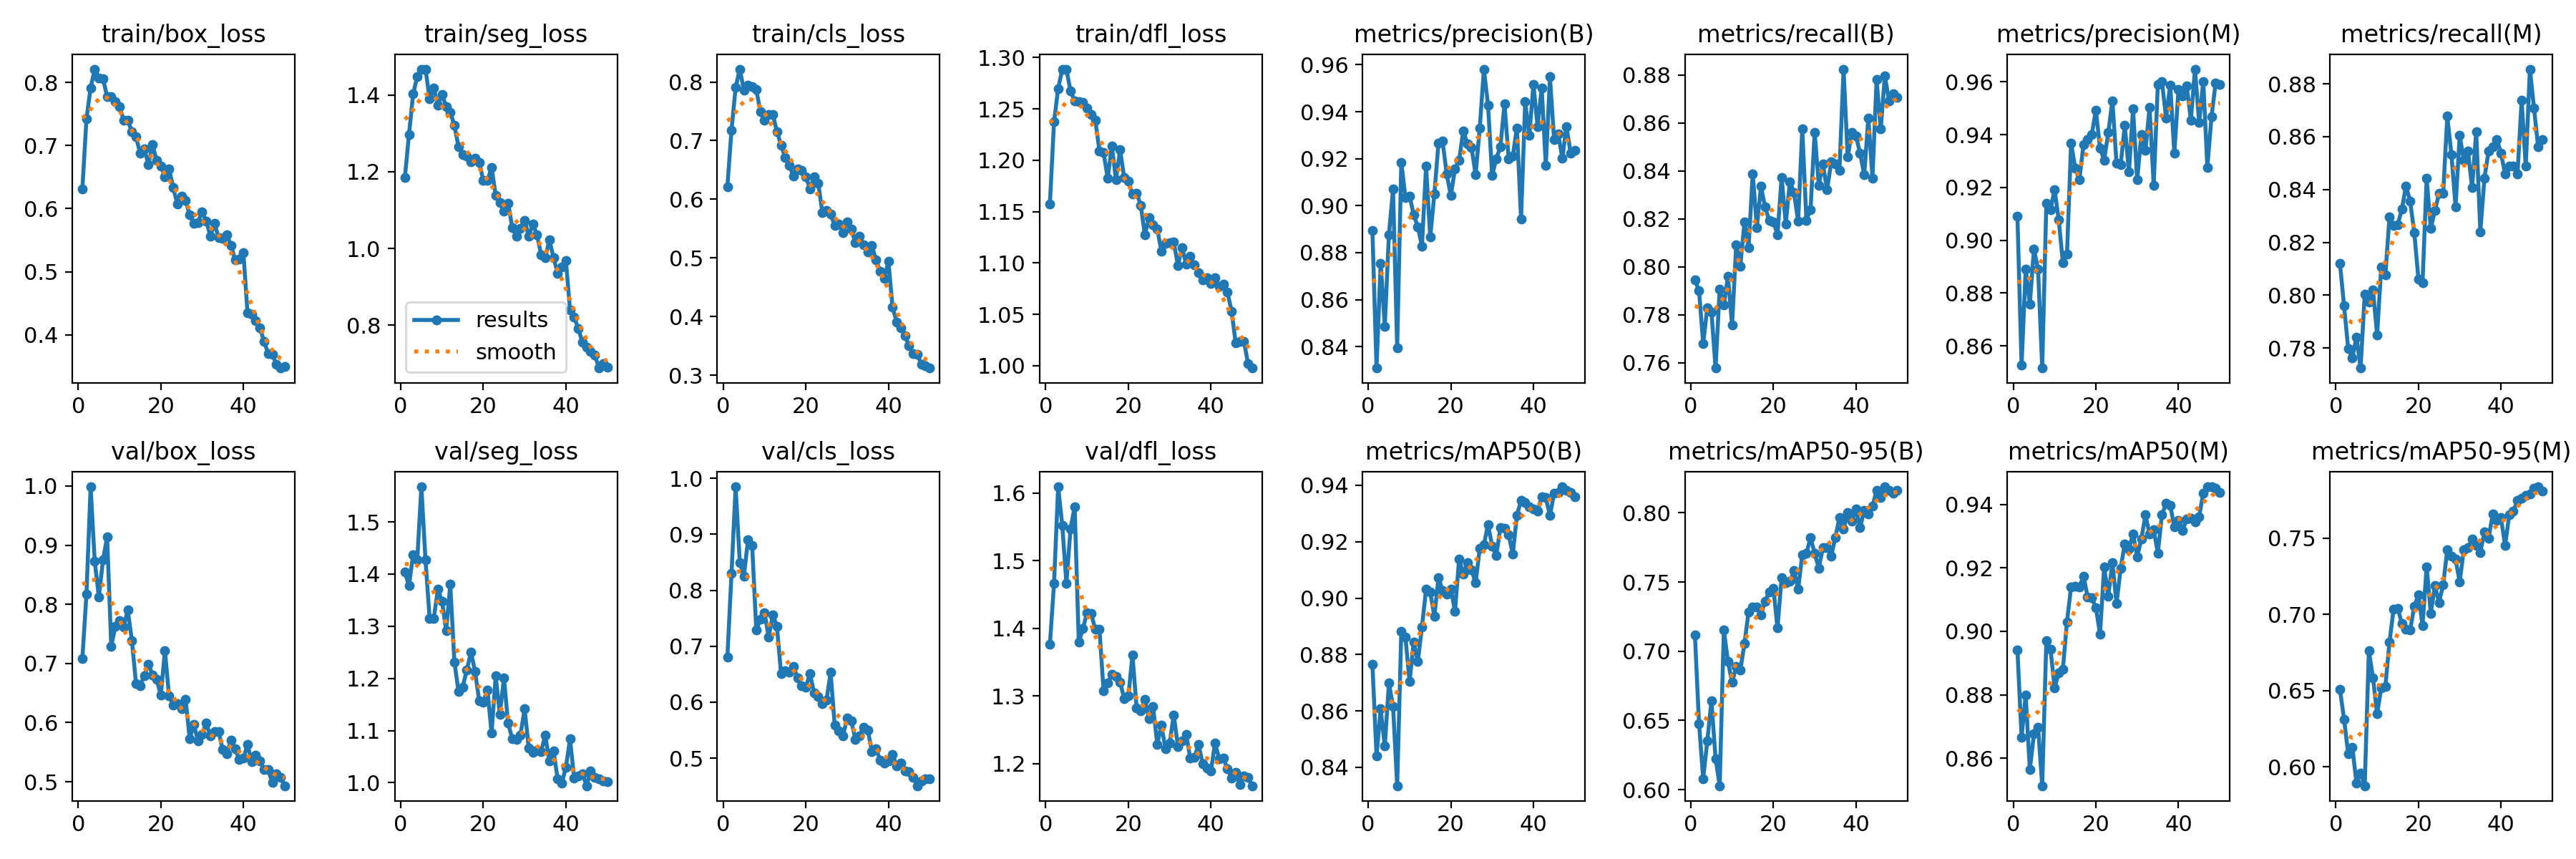 train/box_loss
0.8
0.7
0.6
0.5
0.4
0 20 40
train/seg_loss
1.4
1.2
1.0
0.8
results
smooth
0 20 40
train/cls_loss
0.8
0.7
0.6
0.5
0.4
0.3
0 20 40
train/dfl_loss
1.30
1.25
1.20
1.15
1.10
1.05
1.00
0 20 40
metrics/precision(B)
0.96
0.94
0.92
0.90
0.88
0.86
0.84
0 20 40
metrics/recall(B)
0.88
0.86
0.84
0.82
0.80
0.78
0.76
0 20 40
metrics/precision(M)
0.96
0.94
0.92
0.90
0.88
0.86
0 20 40
metrics/recall(M)
0.88
0.86
0.84
0.82
0.80
0.78
0 20 40
val/box_loss
1.0
0.9
0.8
0.7
0.6
0.5
0 20 40
val/seg_loss
1.5
1.4
1.3
1.2
1.1
1.0
0 20 40
val/cls_loss
1.0
0.9
0.8
0.7
0.6
0.5
0 20 40
val/dfl_loss
1.6
1.5
1.4
1.3
1.2
0 20 40
metrics/mAP50(B)
0.94
0.92
0.90
0.88
0.86
0.84
0 20 40
metrics/mAP50-95(B)
0.80
0.75
0.70
0.65
0.60
0 20 40
metrics/mAP50(M)
0.94
0.92
0.90
0.88
0.86
0 20 40
metrics/mAP50-95(M)
0.75
0.70
0.65
0.60
0 20 40